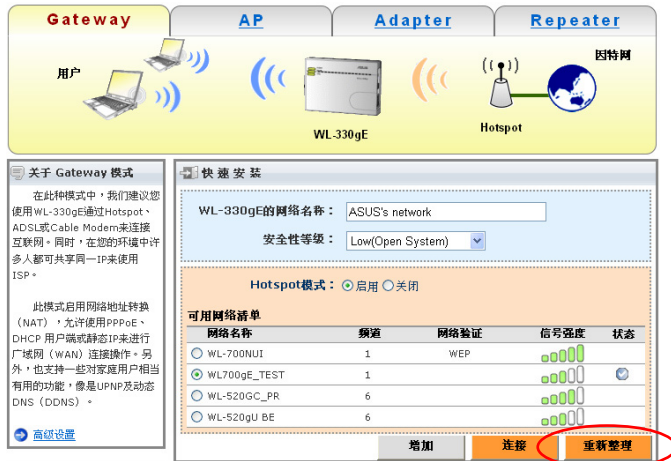 Gateway
AP
Adapter
Repeater
用户
因特网
WL-330gE
Hotspot
关于 Gateway 模式
在此种模式中，我们建议您
使用WL-330gE通过Hotspot、
ADSL或Cable Modem来连接
互联网。同时，在您的环境中许
多人都可共享同一IP来使用
ISP。
此模式启用网络地址转换
（NAT），允许使用PPPoE、
DHCP 用户端或静态IP来进行
广域网（WAN）连接操作。另
外，也支持一些对家庭用户相当
有用的功能，像是UPNP及动态
DNS（DDNS）。
高级设置
快速安装
WL-330gE的网络名称： ASUS's network
安全性等级： Low(Open System)
Hotspot模式： 启用 关闭
可用网络清单
网络名称 频道 网络验证 信号强度 状态
WL-700NUI 1 WEP
WL700gE_TEST 1
WL-520GC_PR 6
WL-520gU BE 6
增加 连接 重新整理